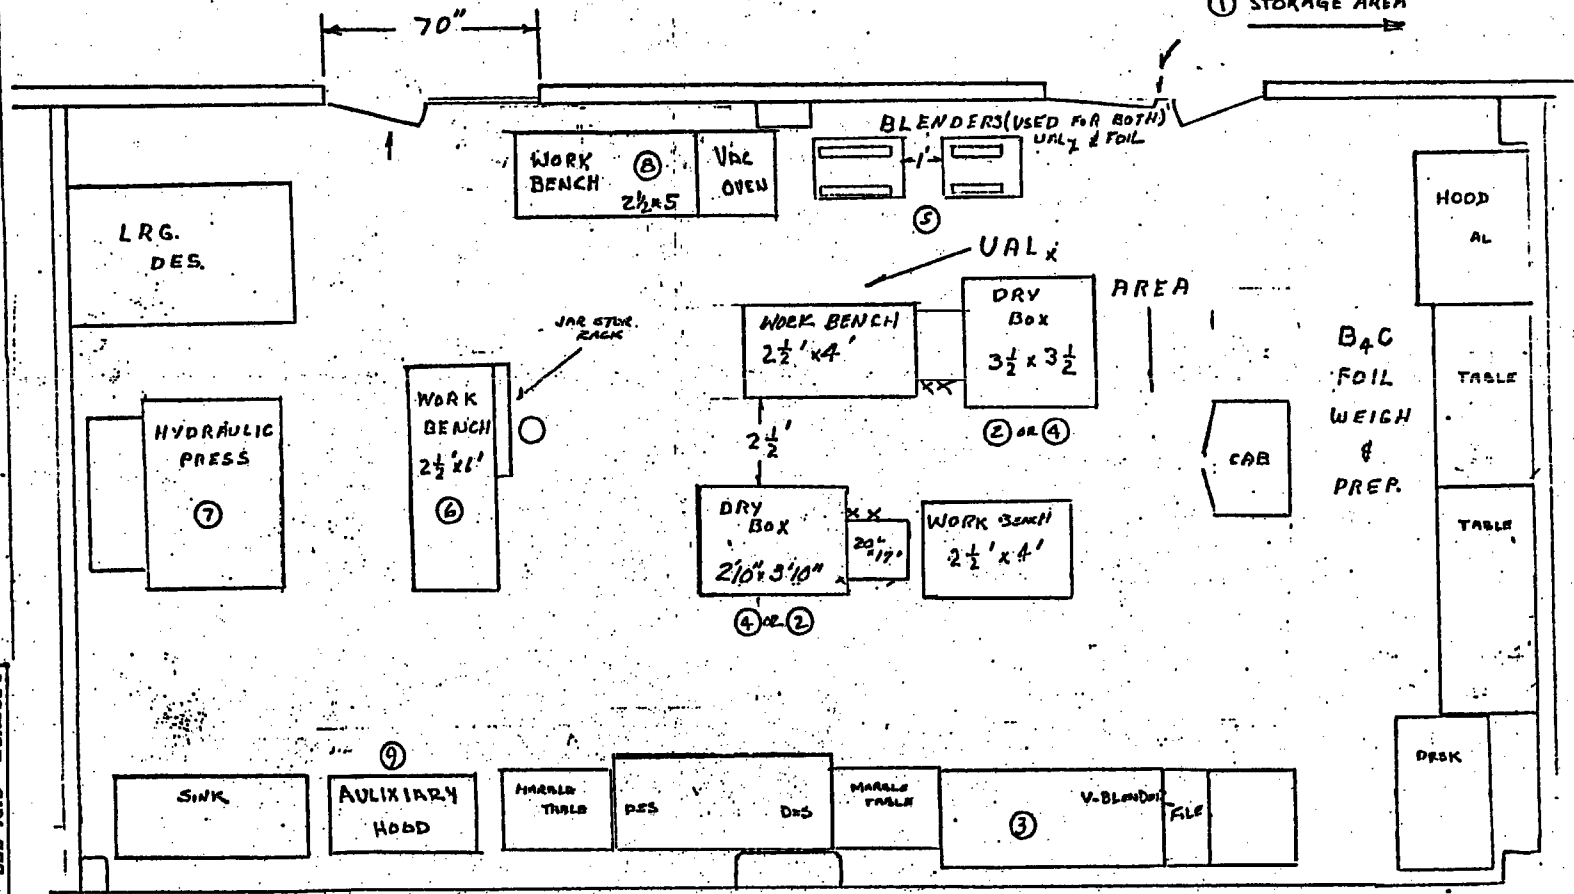 ① STORAGE AREA
70"
BLENDERS (USED FOR BOTH)
UALx & FOIL
WORK
BENCH
⑧
2½x5
VAC
OVEN
1'
⑤
HOOD
AL
LRG.
DES.
UALx
AREA
JAR STOR.
RACK
WORK BENCH
2½'x4'
XX
DRY
BOX
3½ x 3½
② OR ④
B4C
FOIL
WEIGH
&
PREP.
TABLE
HYDRAULIC
PRESS
⑦
WORK
BENCH
2½'x6'
⑥
2½'
CAB
DRY
BOX
2'10"x3'10"
XX
WORK BENCH
2½'x4'
④ OR ②
TABLE
SINK
⑨
AULIXIARY
HOOD
MARBLE
TABLE
DES
DES
MARBLE
TABLE
③
V-BLENDER
FILE
DESK